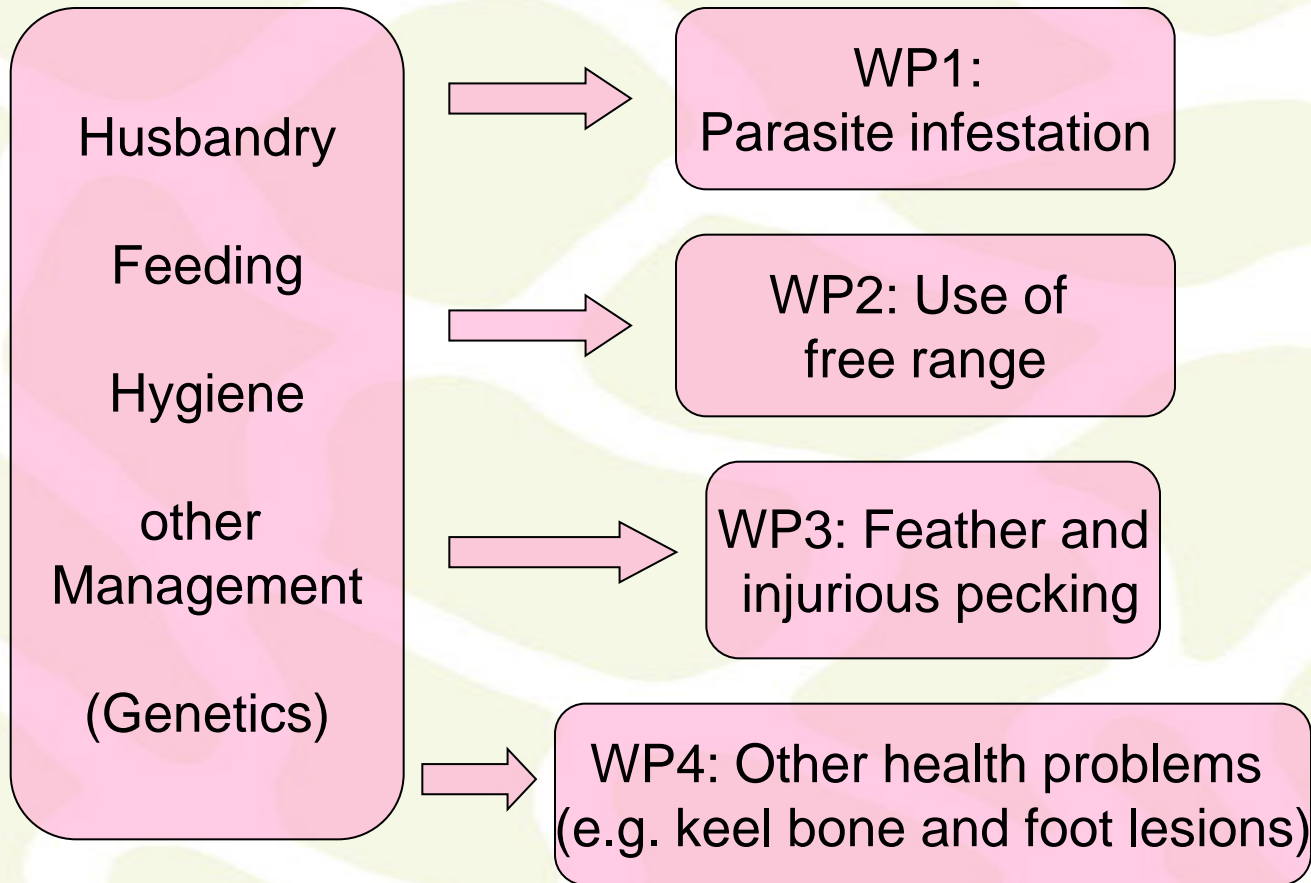 Husbandry
Feeding
Hygiene
other
Management
(Genetics)
WP1:
Parasite infestation
WP2: Use of
free range
WP3: Feather and
injurious pecking
WP4: Other health problems
(e.g. keel bone and foot lesions)